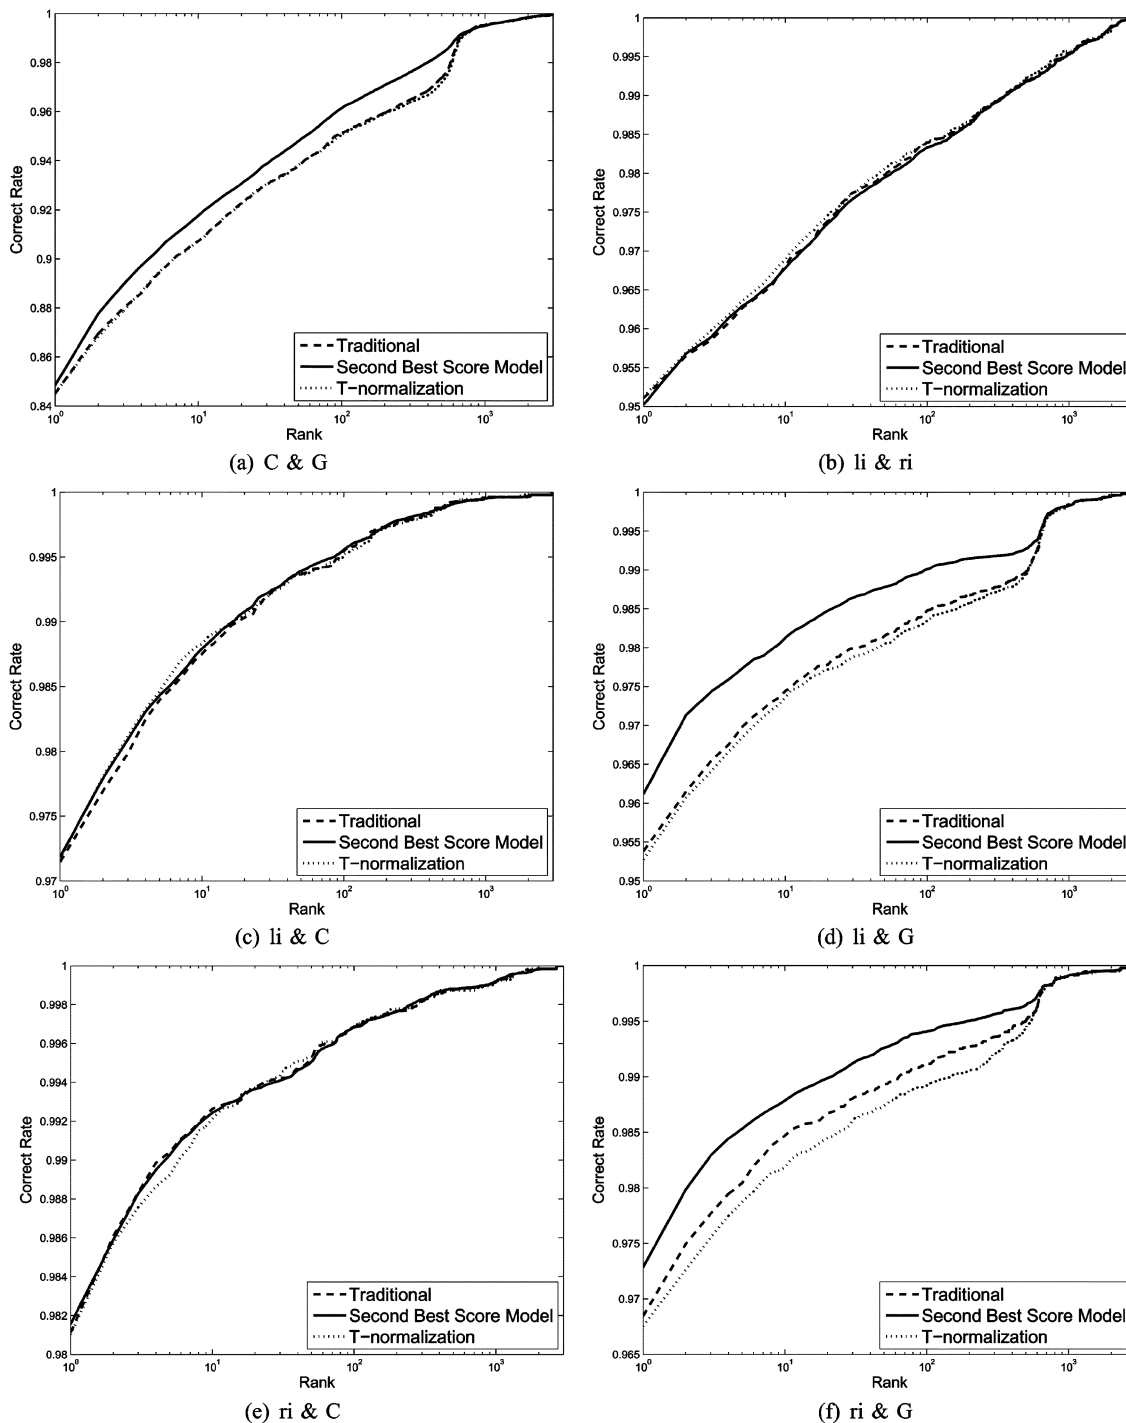 1
0.98
0.96
0.94
0.92
0.9
0.88
0.86
0.84
Correct Rate
Traditional
Second Best Score Model
T-normalization
10^0 10^1 10^2 10^3
Rank
(a) C & G
1
0.995
0.99
0.985
0.98
0.975
0.97
0.965
0.96
0.955
0.95
Correct Rate
Traditional
Second Best Score Model
T-normalization
10^0 10^1 10^2 10^3
Rank
(b) li & ri
1
0.995
0.99
0.985
0.98
0.975
0.97
Correct Rate
Traditional
Second Best Score Model
T-normalization
10^0 10^1 10^2 10^3
Rank
(c) li & C
1
0.995
0.99
0.985
0.98
0.975
0.97
0.965
0.96
0.955
0.95
Correct Rate
Traditional
Second Best Score Model
T-normalization
10^0 10^1 10^2 10^3
Rank
(d) li & G
1
0.998
0.996
0.994
0.992
0.99
0.988
0.986
0.984
0.982
0.98
Correct Rate
Traditional
Second Best Score Model
T-normalization
10^0 10^1 10^2 10^3
Rank
(e) ri & C
1
0.995
0.99
0.985
0.98
0.975
0.97
0.965
Correct Rate
Traditional
Second Best Score Model
T-normalization
10^0 10^1 10^2 10^3
Rank
(f) ri & G